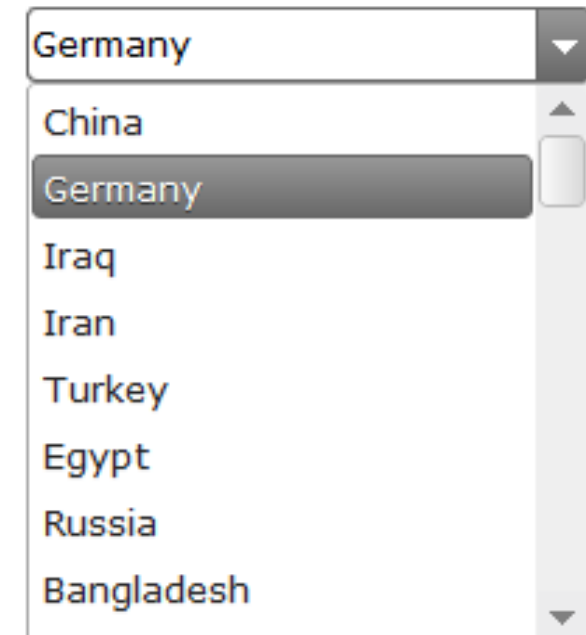 Germany
China
Germany
Iraq
Iran
Turkey
Egypt
Russia
Bangladesh